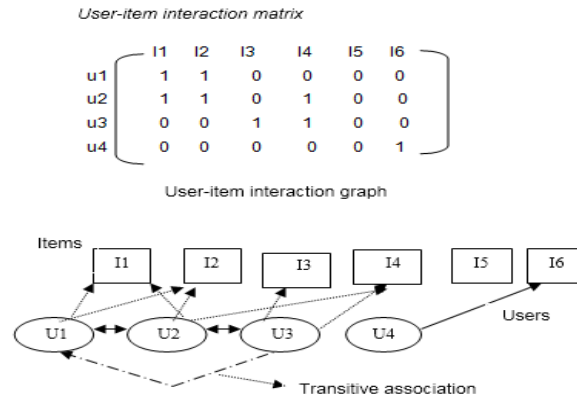 User-item interaction matrix
I1 I2 I3 I4 I5 I6
u1 1 1 0 0 0 0
u2 1 1 0 1 0 0
u3 0 0 1 1 0 0
u4 0 0 0 0 0 1
User-item interaction graph
Items
I1 I2 I3 I4 I5 I6
Users
U1 U2 U3 U4
Transitive association